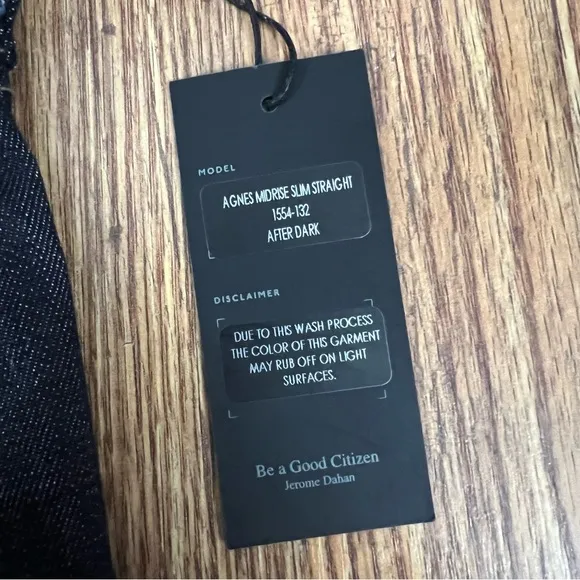 MODEL
AGNES MIDRISE SLIM STRAIGHT
1554-132
AFTER DARK
DISCLAIMER
DUE TO THIS WASH PROCESS
THE COLOR OF THIS GARMENT
MAY RUB OFF ON LIGHT
SURFACES.
Be a Good Citizen
Jerome Dahan